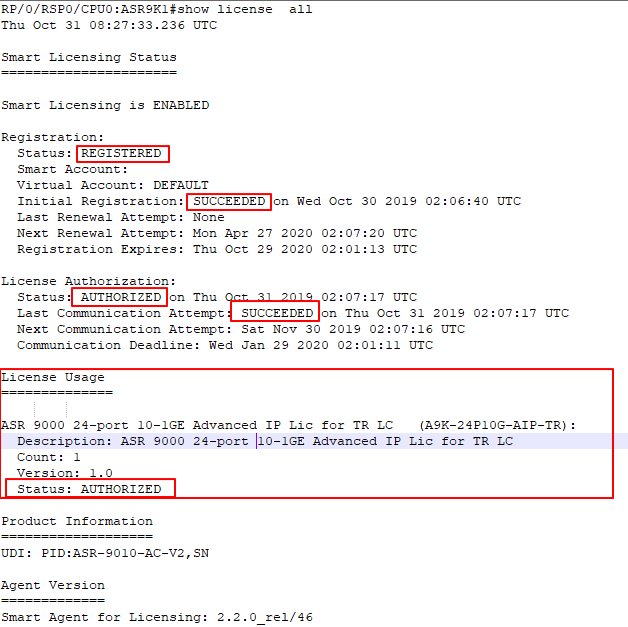 RP/0/RSP0/CPU0:ASR9K1#show license  all
Thu Oct 31 08:27:33.236 UTC
Smart Licensing Status
======================
Smart Licensing is ENABLED
Registration:
  Status: REGISTERED
  Smart Account:
  Virtual Account: DEFAULT
  Initial Registration: SUCCEEDED on Wed Oct 30 2019 02:06:40 UTC
  Last Renewal Attempt: None
  Next Renewal Attempt: Mon Apr 27 2020 02:07:20 UTC
  Registration Expires: Thu Oct 29 2020 02:01:13 UTC
License Authorization:
  Status: AUTHORIZED on Thu Oct 31 2019 02:07:17 UTC
  Last Communication Attempt: SUCCEEDED on Thu Oct 31 2019 02:07:17 UTC
  Next Communication Attempt: Sat Nov 30 2019 02:07:16 UTC
  Communication Deadline: Wed Jan 29 2020 02:01:11 UTC
License Usage
==============
ASR 9000 24-port 10-1GE Advanced IP Lic for TR LC   (A9K-24P10G-AIP-TR):
  Description: ASR 9000 24-port 10-1GE Advanced IP Lic for TR LC
  Count: 1
  Version: 1.0
  Status: AUTHORIZED
Product Information
===================
UDI: PID:ASR-9010-AC-V2,SN
Agent Version
=============
Smart Agent for Licensing: 2.2.0_rel/46